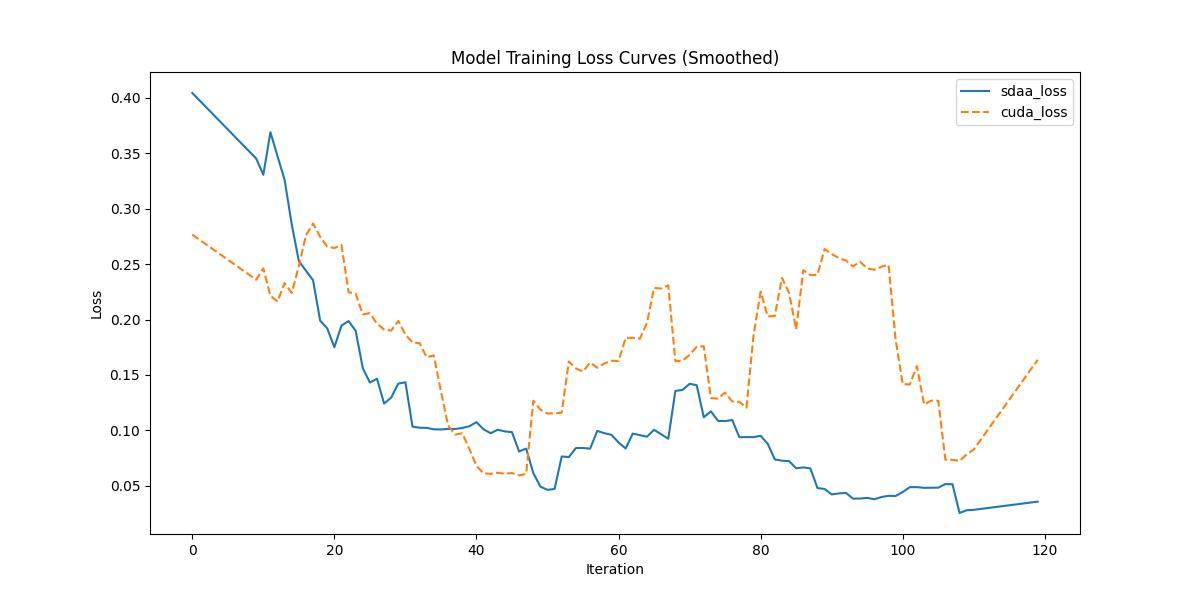 Model Training Loss Curves (Smoothed)
sdaa_loss
cuda_loss
Loss
0.40
0.35
0.30
0.25
0.20
0.15
0.10
0.05
0 20 40 60 80 100 120
Iteration